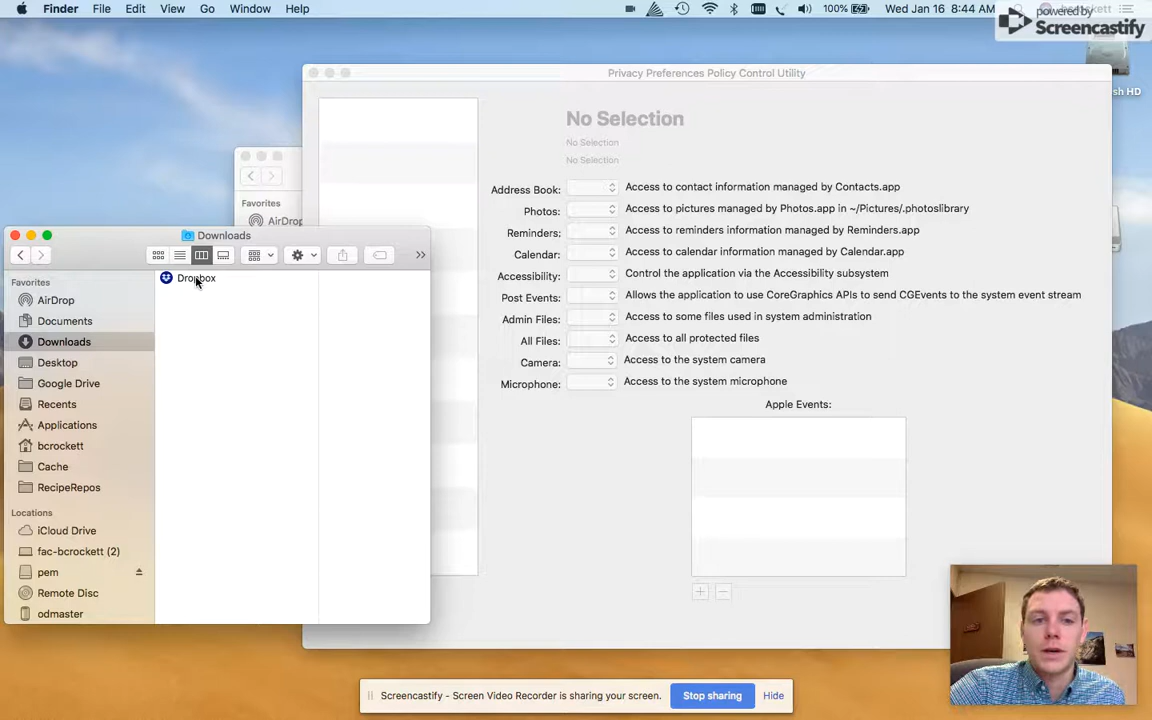 Finder File Edit View Go Window Help 100% Wed Jan 16 8:44 AM
powered by
Screencastify
Privacy Preferences Policy Control Utility
sh HD
No Selection
No Selection
No Selection
Address Book: Access to contact information managed by Contacts.app
Photos: Access to pictures managed by Photos.app in ~/Pictures/.photoslibrary
Reminders: Access to reminders information managed by Reminders.app
Calendar: Access to calendar information managed by Calendar.app
Accessibility: Control the application via the Accessibility subsystem
Post Events: Allows the application to use CoreGraphics APIs to send CGEvents to the system event stream
Admin Files: Access to some files used in system administration
All Files: Access to all protected files
Camera: Access to the system camera
Microphone: Access to the system microphone
Apple Events:
Favorites
AirDrop
Downloads
Favorites
AirDrop
Documents
Downloads
Desktop
Google Drive
Recents
Applications
bcrockett
Cache
RecipeRepos
Locations
iCloud Drive
fac-bcrockett (2)
pem
Remote Disc
odmaster
Dropbox
Screencastify - Screen Video Recorder is sharing your screen. Stop sharing Hide